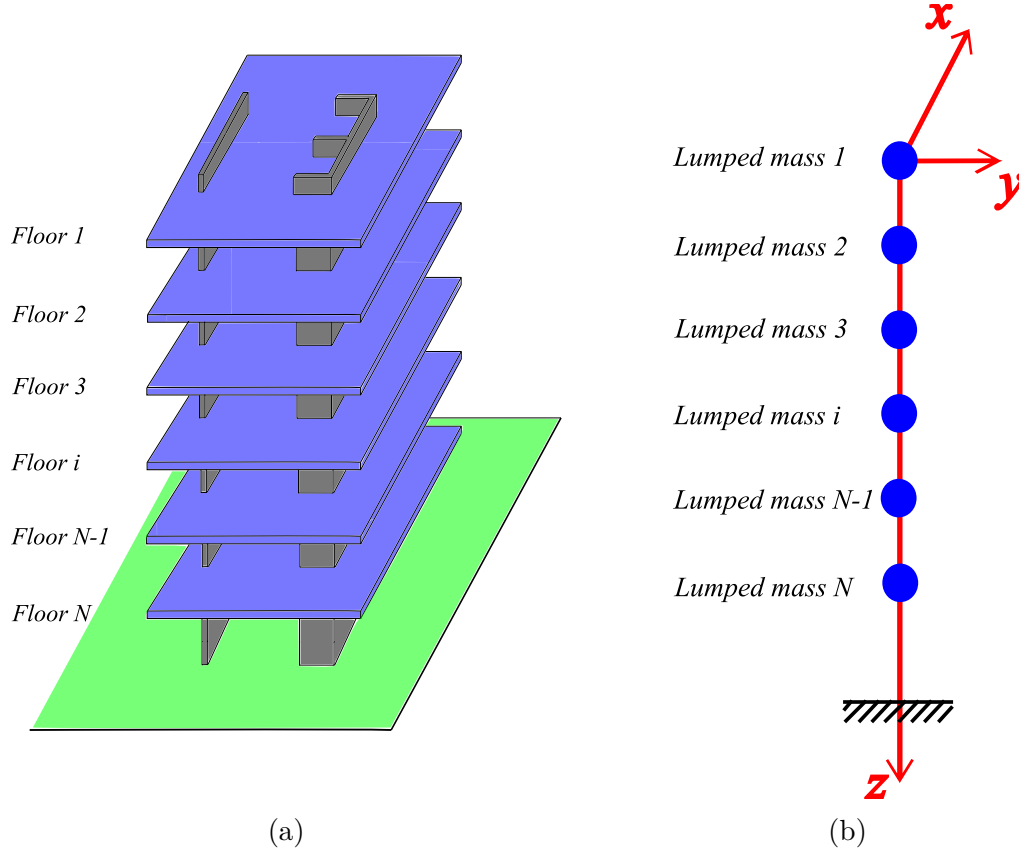 Floor 1
Floor 2
Floor 3
Floor i
Floor N-1
Floor N
(a)
x
Lumped mass 1
y
Lumped mass 2
Lumped mass 3
Lumped mass i
Lumped mass N-1
Lumped mass N
z
(b)